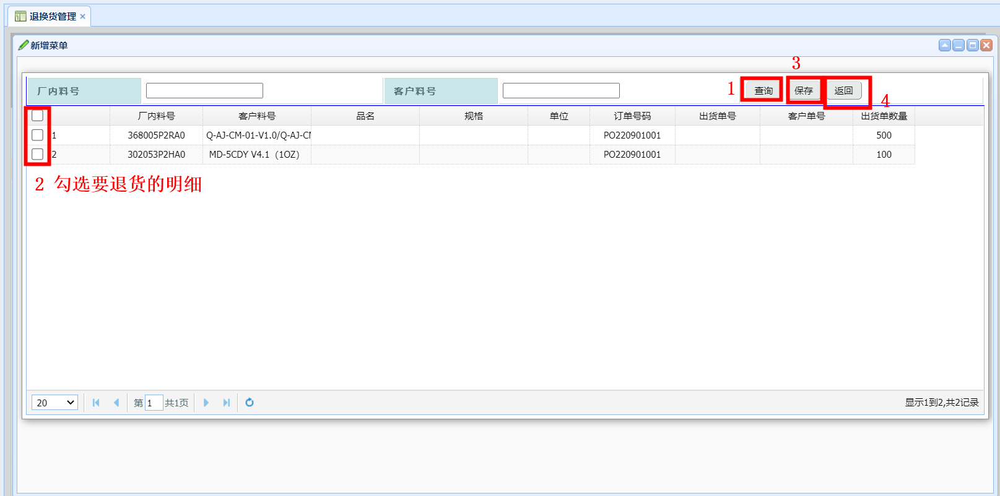 退换货管理
新增菜单
3
厂内料号 客户料号 1 查询 保存 返回 4
厂内料号 客户料号 品名 规格 单位 订单号码 出货单号 客户单号 出货单数量
1 368005P2RA0 Q-AJ-CM-01-V1.0/Q-AJ-CM PO220901001 500
2 302053P2HA0 MD-5CDY V4.1（1OZ） PO220901001 100
2 勾选要退货的明细
20 第 1 共1页 显示1到2,共2记录